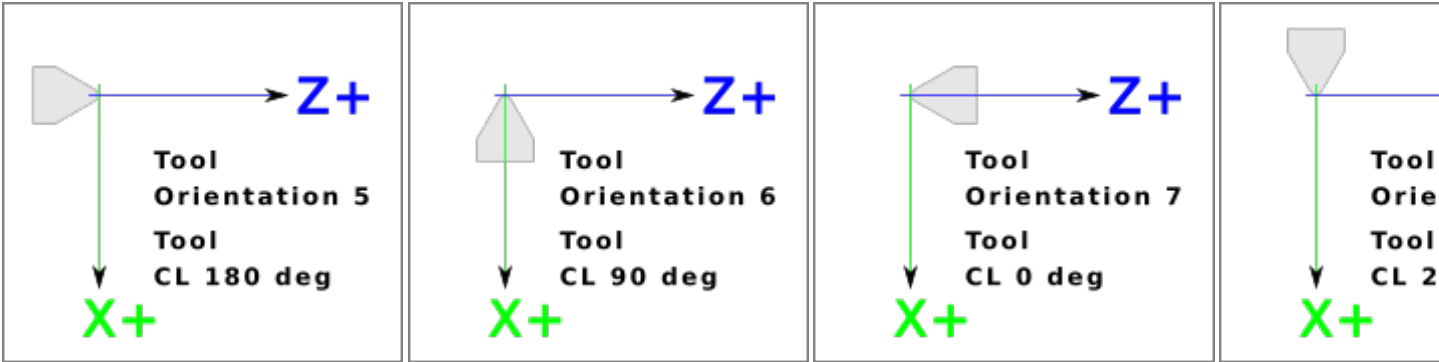 Z+
Tool
Orientation 5
Tool
CL 180 deg
X+
Z+
Tool
Orientation 6
Tool
CL 90 deg
X+
Z+
Tool
Orientation 7
Tool
CL 0 deg
X+
Tool
Orie
Tool
CL 2
X+